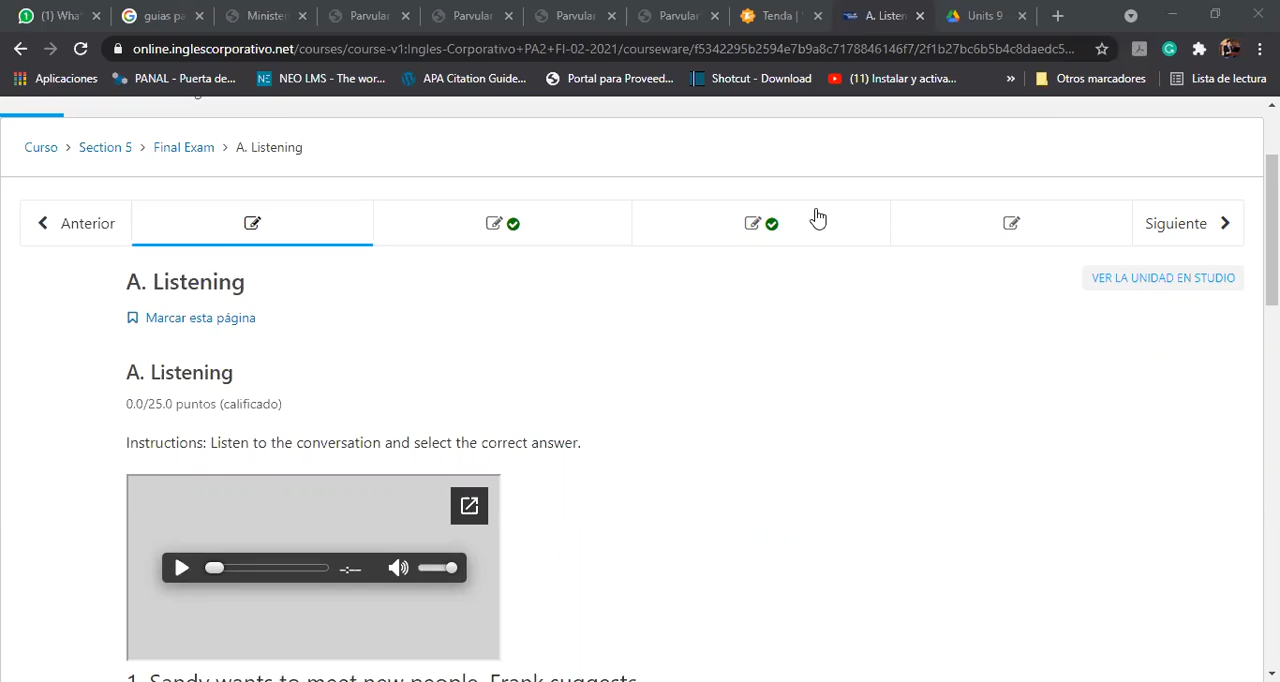 (1) What
guias pa
Ministe
Parvular
Parvular
Parvular
Parvular
Tenda |
A. Listen
Units 9
online.inglescorporativo.net/courses/course-v1:Ingles-Corporativo+PA2+FI-02-2021/courseware/f5342295b2594e7b9a8c7178846146f7/2f1b27bc6b5b4c8daedc5...
Aplicaciones
PANAL - Puerta de...
NEO LMS - The wor...
APA Citation Guide...
Portal para Proveed...
Shotcut - Download
(11) Instalar y activa...
»
Otros marcadores
Lista de lectura
Curso > Section 5 > Final Exam > A. Listening
Anterior
Siguiente
A. Listening
VER LA UNIDAD EN STUDIO
Marcar esta página
A. Listening
0.0/25.0 puntos (calificado)
Instructions: Listen to the conversation and select the correct answer.
-:--
1. Sandy wants to meet new people. Frank suggests